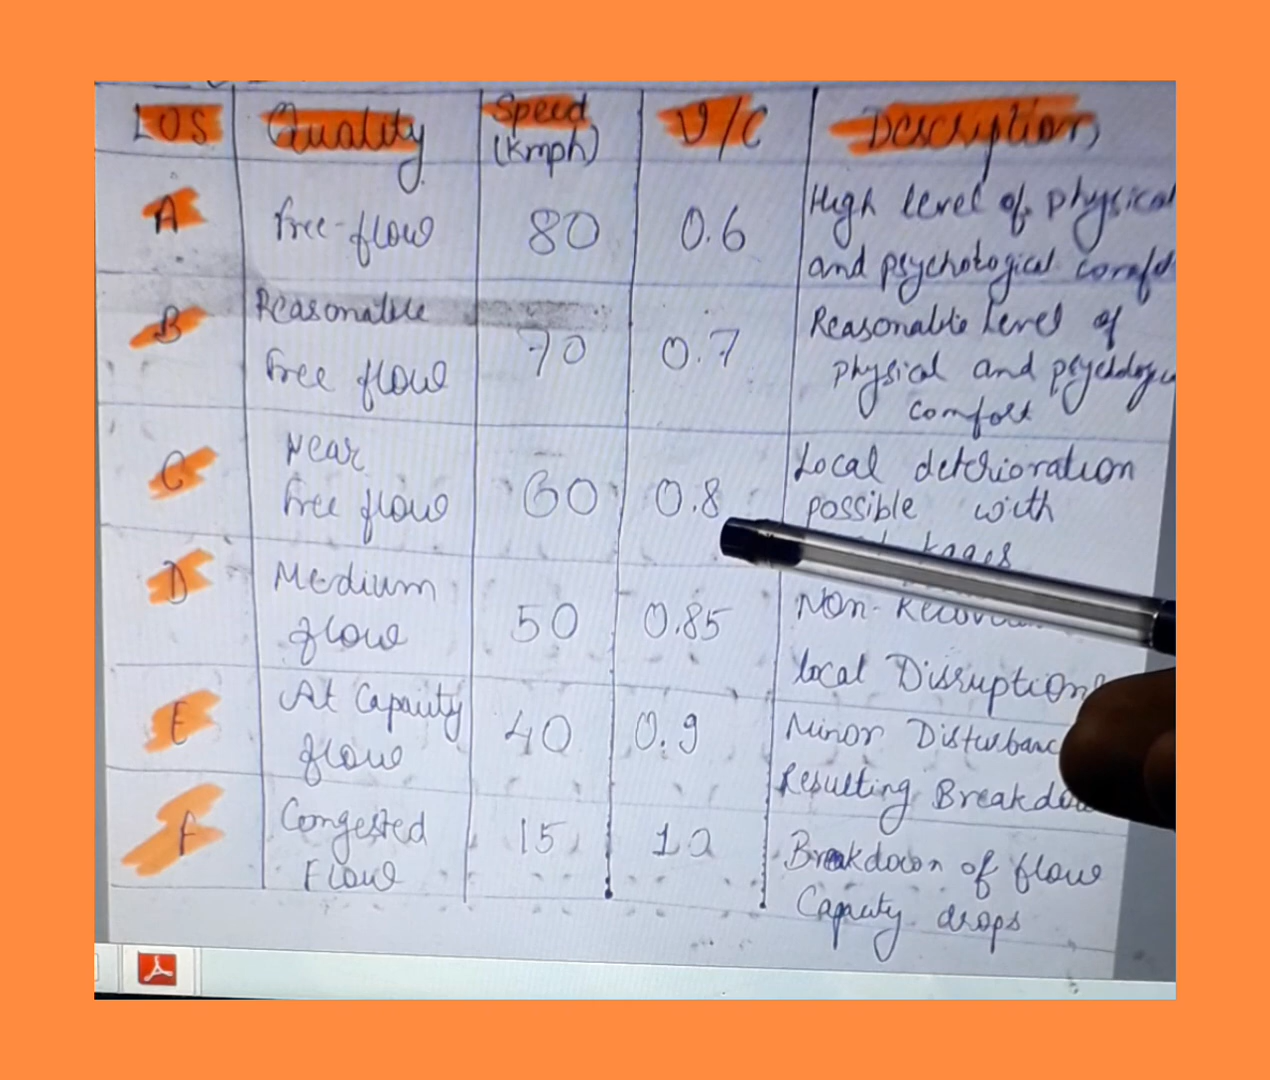 LOS Quality Speed (Kmph) V/C Description
A free-flow 80 0.6 High level of physical
and psychological
B Reasonable 70 0.7 Reasonable level of
free flow physical and
comfort
C Near 60 0.8 Local deterioration
free flow possible with
D Medium 50 0.85 Non-
flow local Disruption
E At Capacity 40 0.9 Minor
flow Resulting
F Congested 15 Breakdown of flow
Flow Capacity drops